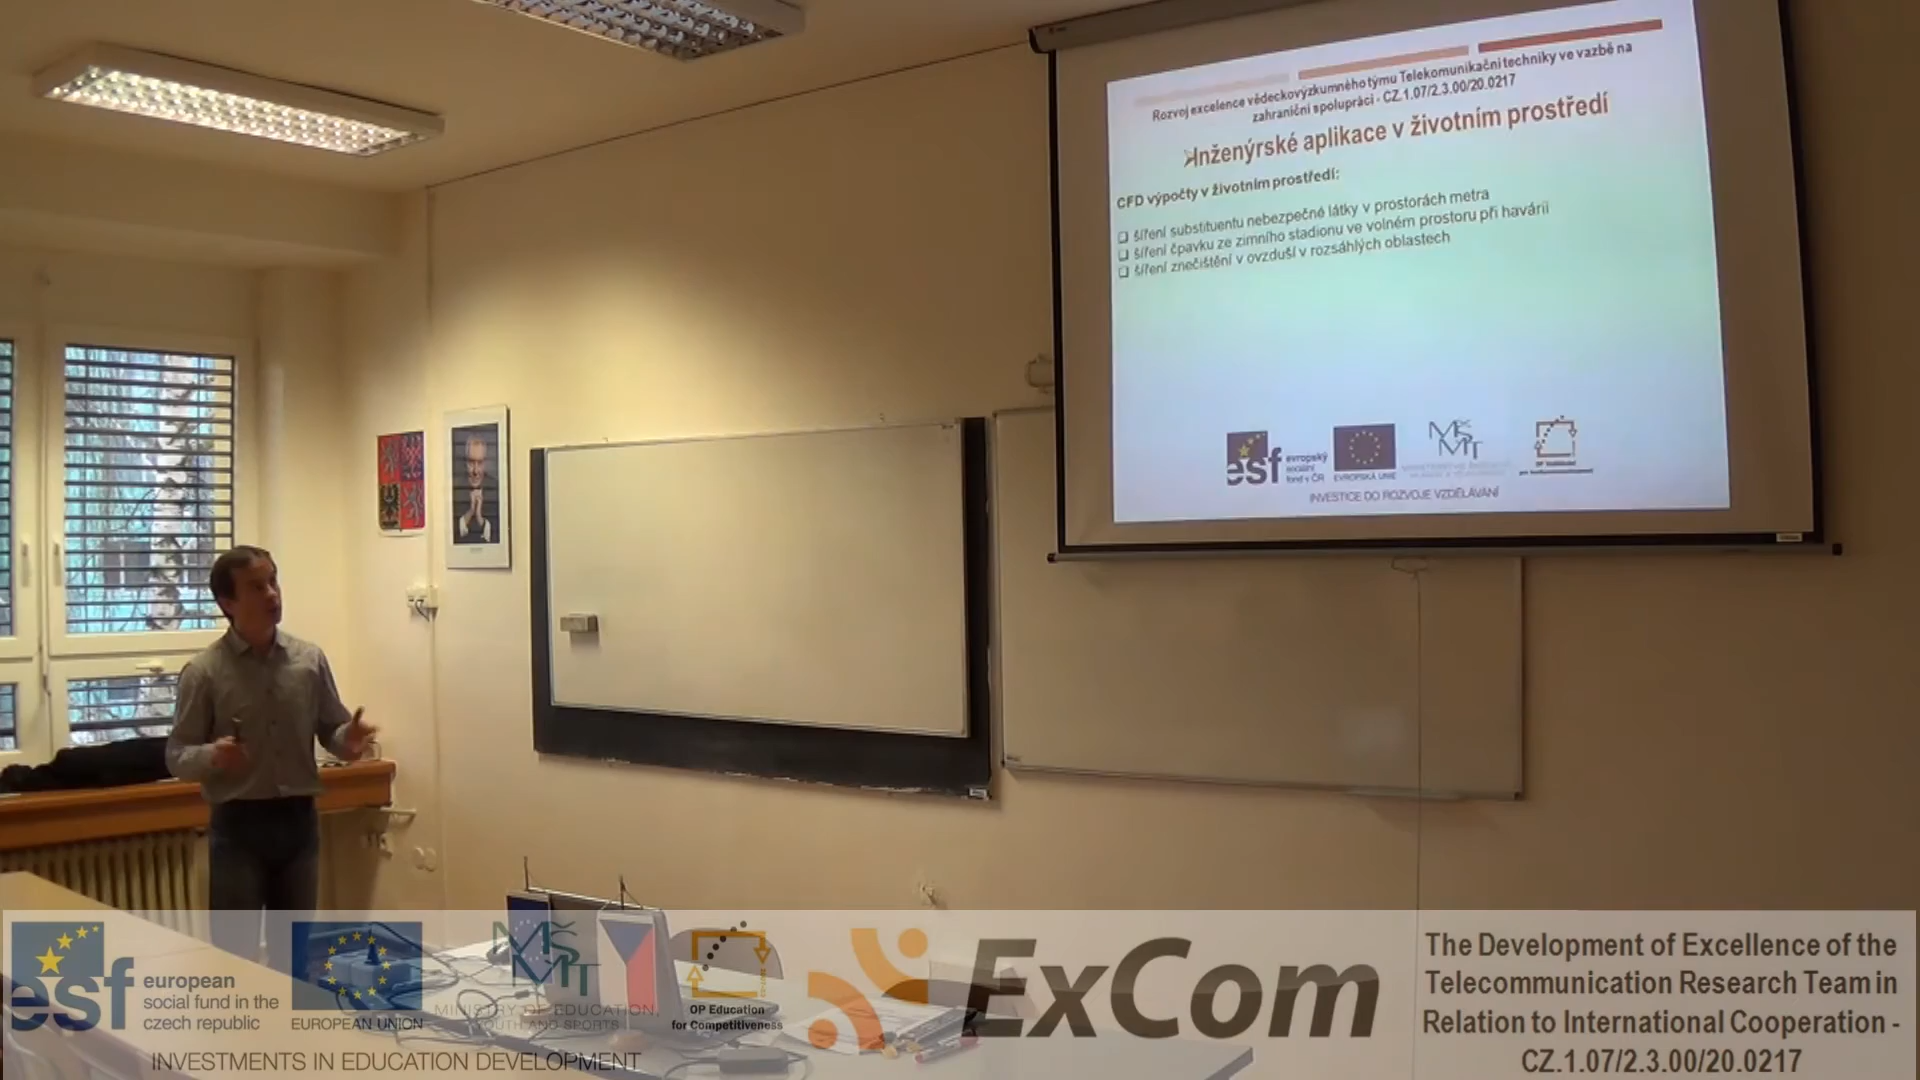 Rozvoj excelence vědeckovýzkumného týmu Telekomunikační techniky ve vazbě na
zahraniční spolupráci - CZ.1.07/2.3.00/20.0217
Inženýrské aplikace v životním prostředí
CFD výpočty v životním prostředí:
šíření substituentu nebezpečné látky v prostorách metra
šíření čpavku ze zimního stadionu ve volném prostoru při havárii
šíření znečištění v ovzduší v rozsáhlých oblastech
esf
evropský
sociální
fond v ČR
EVROPSKÁ UNIE
MŠMT
INVESTICE DO ROZVOJE VZDĚLÁVÁNÍ
esf
european
social fund in the
czech republic
EUROPEAN UNION
MŠMT
MINISTRY OF EDUCATION,
YOUTH AND SPORTS
OP Education
for Competitiveness
INVESTMENTS IN EDUCATION DEVELOPMENT
ExCom
The Development of Excellence of the
Telecommunication Research Team in
Relation to International Cooperation -
CZ.1.07/2.3.00/20.0217